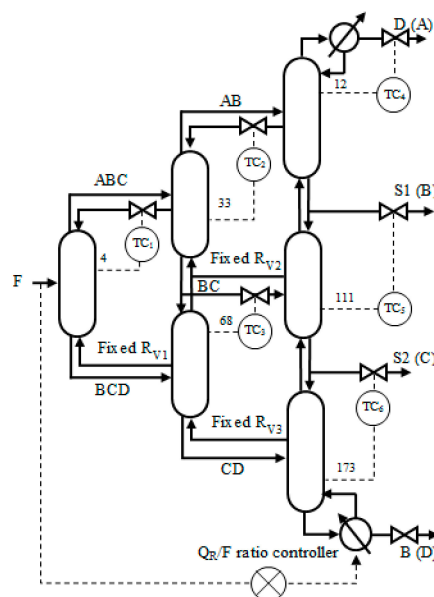 D (A)
12
TC4
AB
TC2
ABC
33
S1 (B)
TC1
4
Fixed RV2
F
BC
111
TC5
68
TC3
Fixed RV1
S2 (C)
BCD
TC6
Fixed RV3
173
CD
QR/F ratio controller
B (D)